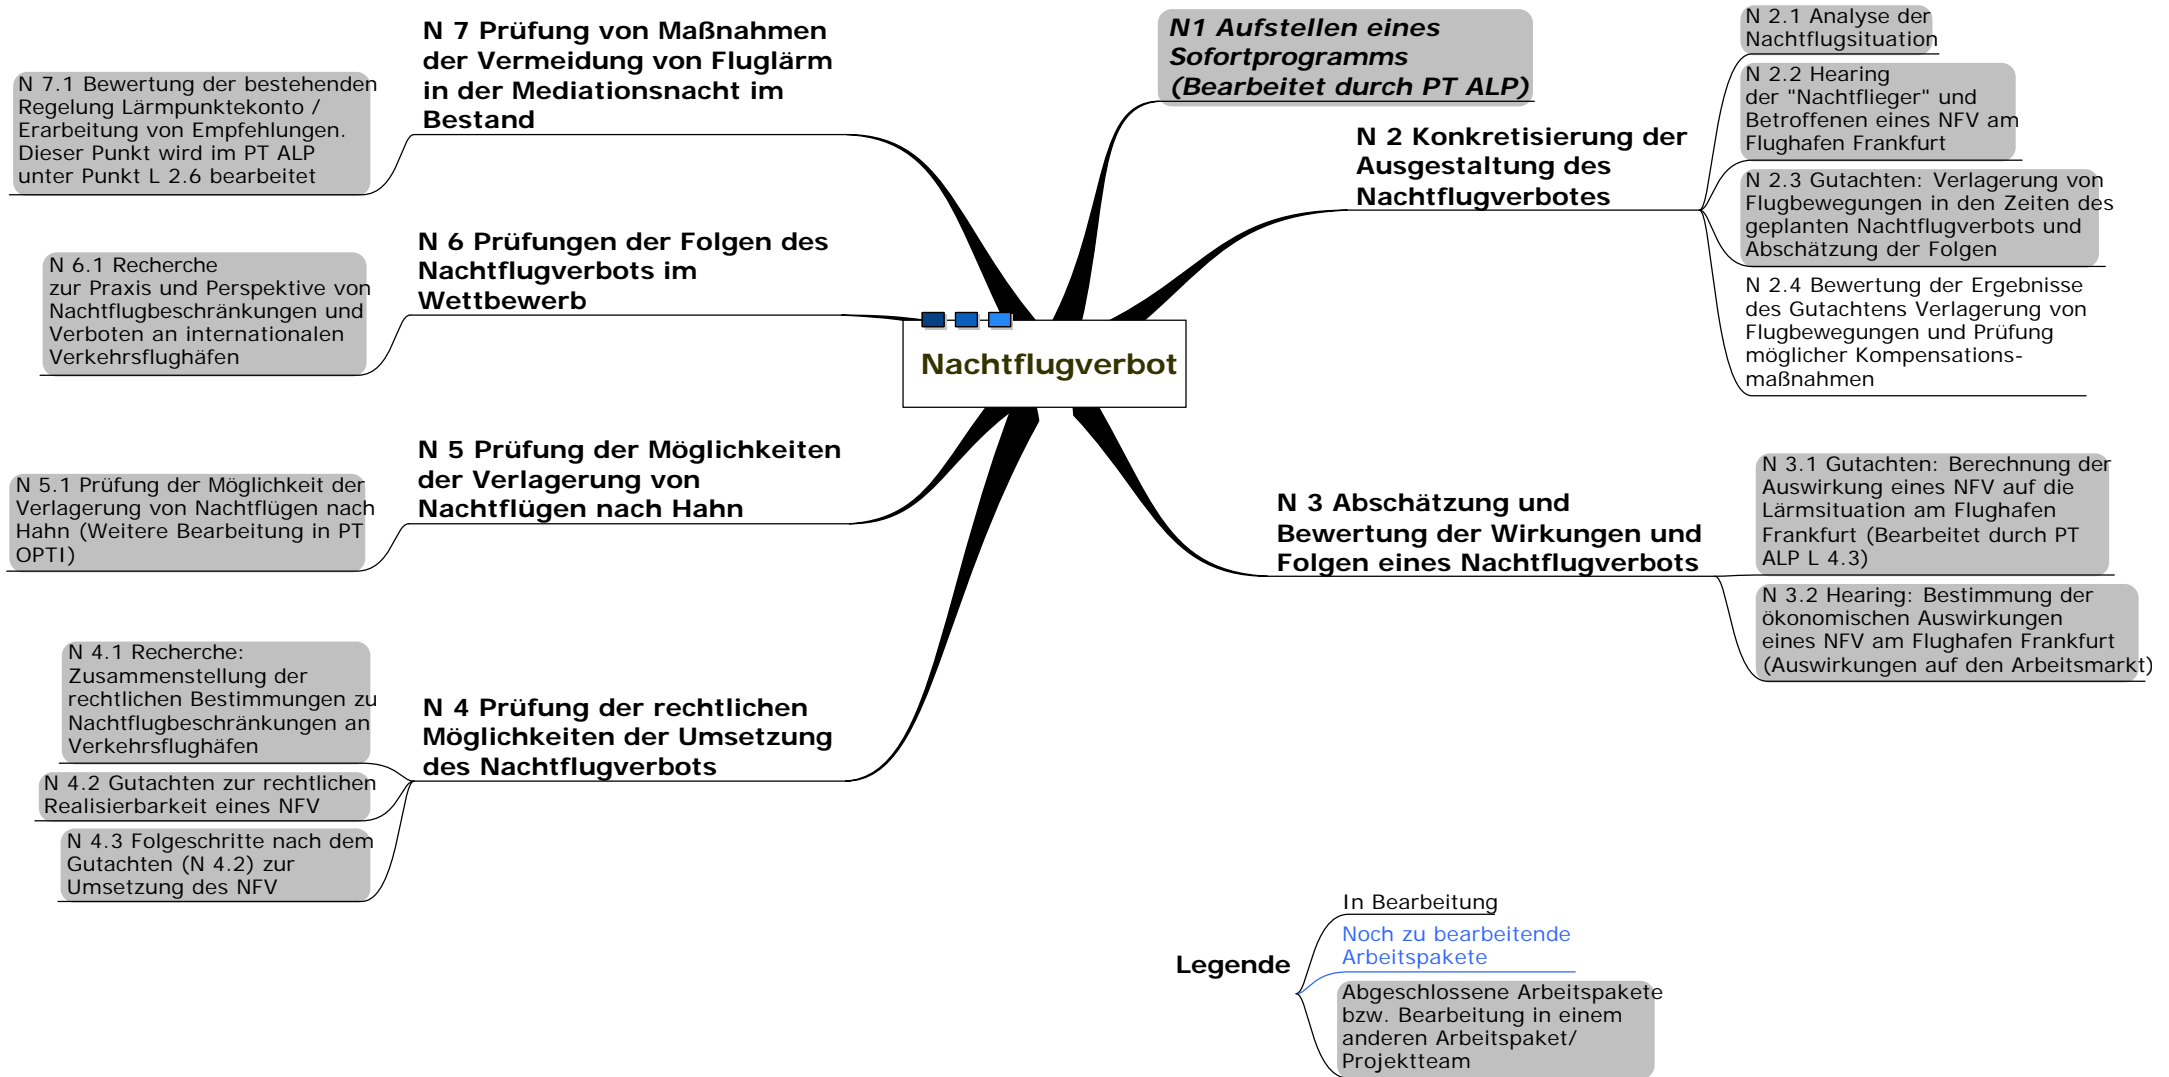 N1 Aufstellen eines
Sofortprogramms
(Bearbeitet durch PT ALP)
N 2 Konkretisierung der
Ausgestaltung des
Nachtflugverbotes
N 2.1 Analyse der
Nachtflugsituation
N 2.2 Hearing
der "Nachtflieger" und
Betroffenen eines NFV am
Flughafen Frankfurt
N 2.3 Gutachten: Verlagerung von
Flugbewegungen in den Zeiten des
geplanten Nachtflugverbots und
Abschätzung der Folgen
N 2.4 Bewertung der Ergebnisse
des Gutachtens Verlagerung von
Flugbewegungen und Prüfung
möglicher Kompensations-
maßnahmen
N 3 Abschätzung und
Bewertung der Wirkungen und
Folgen eines Nachtflugverbots
N 3.1 Gutachten: Berechnung der
Auswirkung eines NFV auf die
Lärmsituation am Flughafen
Frankfurt (Bearbeitet durch PT
ALP L 4.3)
N 3.2 Hearing: Bestimmung der
ökonomischen Auswirkungen
eines NFV am Flughafen Frankfurt
(Auswirkungen auf den Arbeitsmarkt)
N 7 Prüfung von Maßnahmen
der Vermeidung von Fluglärm
in der Mediationsnacht im
Bestand
N 7.1 Bewertung der bestehenden
Regelung Lärmpunktekonto /
Erarbeitung von Empfehlungen.
Dieser Punkt wird im PT ALP
unter Punkt L 2.6 bearbeitet
N 6 Prüfungen der Folgen des
Nachtflugverbots im
Wettbewerb
N 6.1 Recherche
zur Praxis und Perspektive von
Nachtflugbeschränkungen und
Verboten an internationalen
Verkehrsflughäfen
Nachtflugverbot
N 5 Prüfung der Möglichkeiten
der Verlagerung von
Nachtflügen nach Hahn
N 5.1 Prüfung der Möglichkeit der
Verlagerung von Nachtflügen nach
Hahn (Weitere Bearbeitung in PT
OPTI)
N 4 Prüfung der rechtlichen
Möglichkeiten der Umsetzung
des Nachtflugverbots
N 4.1 Recherche:
Zusammenstellung der
rechtlichen Bestimmungen zu
Nachtflugbeschränkungen an
Verkehrsflughäfen
N 4.2 Gutachten zur rechtlichen
Realisierbarkeit eines NFV
N 4.3 Folgeschritte nach dem
Gutachten (N 4.2) zur
Umsetzung des NFV
Legende
In Bearbeitung
Noch zu bearbeitende
Arbeitspakete
Abgeschlossene Arbeitspakete
bzw. Bearbeitung in einem
anderen Arbeitspaket/
Projektteam